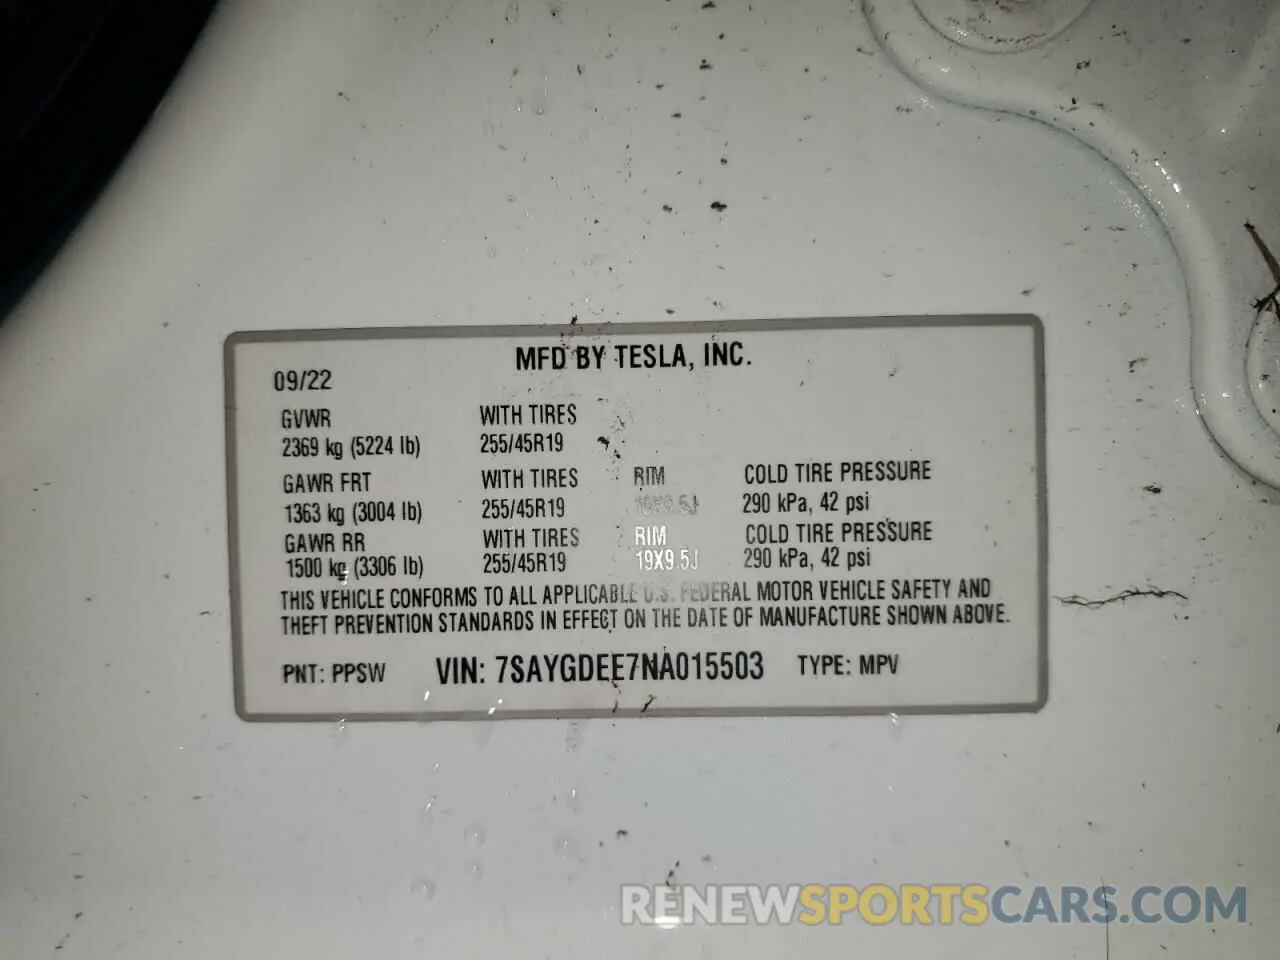 MFD BY TESLA, INC.
09/22
GVWR WITH TIRES
2369 kg (5224 lb) 255/45R19
GAWR FRT WITH TIRES RIM COLD TIRE PRESSURE
1363 kg (3004 lb) 255/45R19 19X9.5J 290 kPa, 42 psi
GAWR RR WITH TIRES RIM COLD TIRE PRESSURE
1500 kg (3306 lb) 255/45R19 19X9.5J 290 kPa, 42 psi
THIS VEHICLE CONFORMS TO ALL APPLICABLE U.S. FEDERAL MOTOR VEHICLE SAFETY AND
THEFT PREVENTION STANDARDS IN EFFECT ON THE DATE OF MANUFACTURE SHOWN ABOVE.
PNT: PPSW VIN: 7SAYGDEE7NA015503 TYPE: MPV
RENEWSPORTSCARS.COM